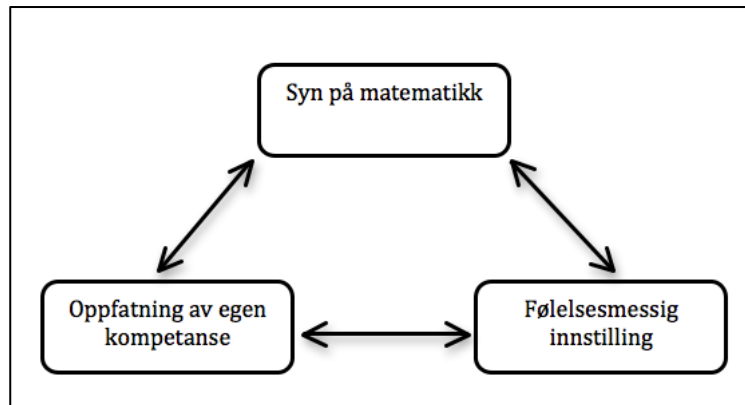 Syn på matematikk
Oppfatning av egen
kompetanse
Følelsesmessig
innstilling